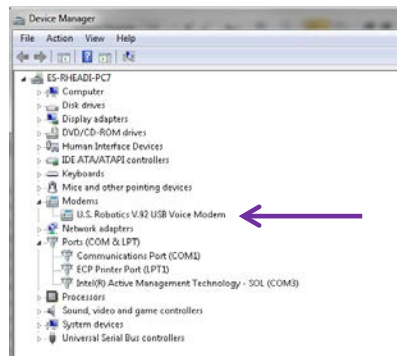 Device Manager
File Action View Help
ES-RHEADI-PC7
Computer
Disk drives
Display adapters
DVD/CD-ROM drives
Human Interface Devices
IDE ATA/ATAPI controllers
Keyboards
Mice and other pointing devices
Modems
U.S. Robotics V.92 USB Voice Modem
Network adapters
Ports (COM & LPT)
Communications Port (COM1)
ECP Printer Port (LPT1)
Intel(R) Active Management Technology - SOL (COM3)
Processors
Sound, video and game controllers
System devices
Universal Serial Bus controllers